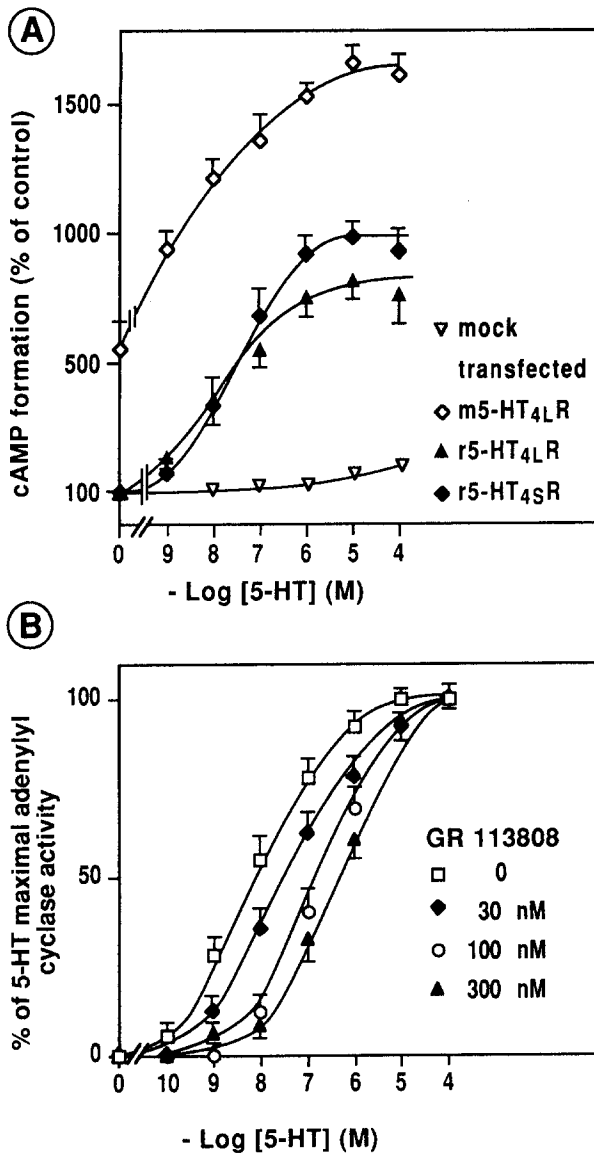 A
cAMP formation (% of control)
1500
1000
500
100
0 9 8 7 6 5 4
- Log [5-HT] (M)
mock
transfected
m5-HT4LR
r5-HT4LR
r5-HT4SR
B
% of 5-HT maximal adenylyl
cyclase activity
100
50
0
0 10 9 8 7 6 5 4
- Log [5-HT] (M)
GR 113808
0
30 nM
100 nM
300 nM